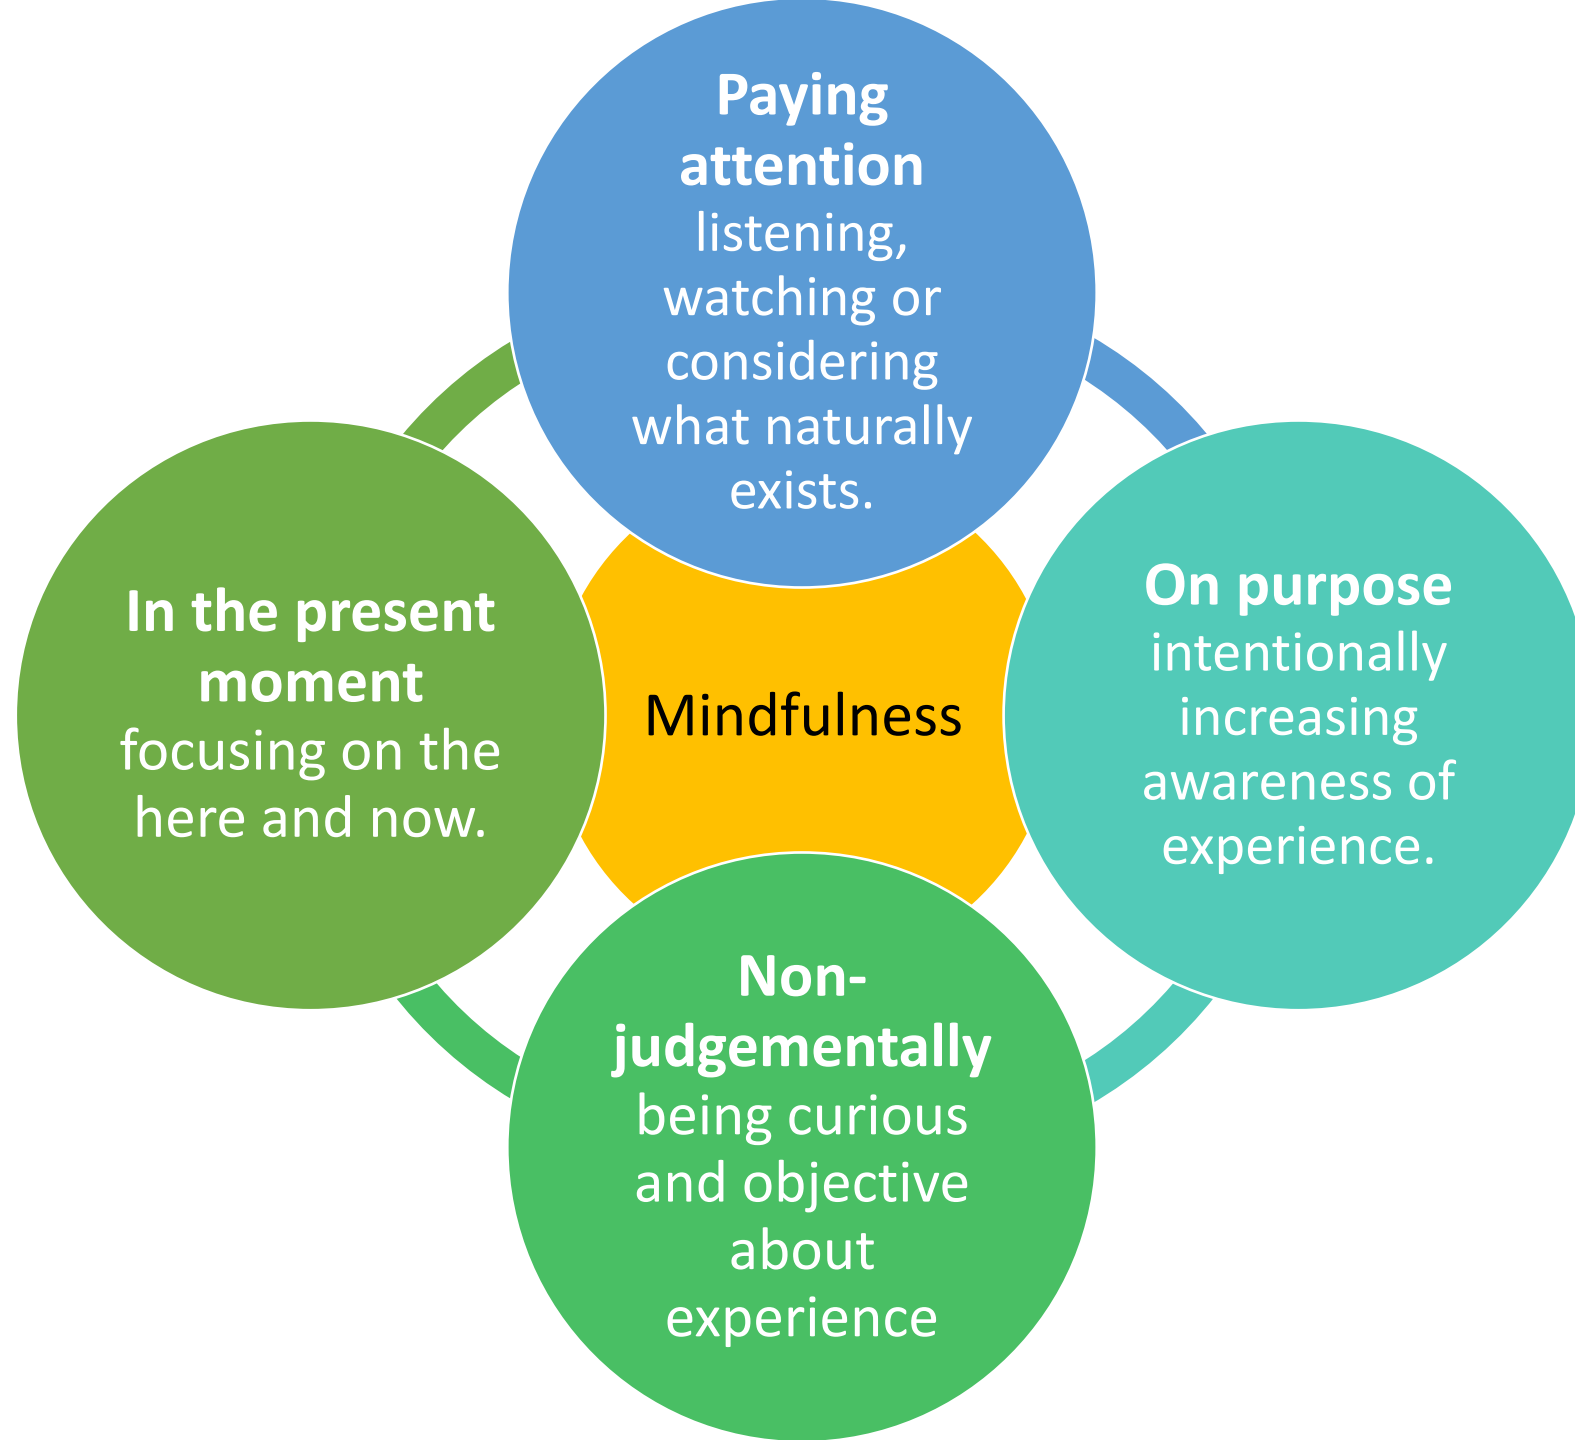 Paying
attention
listening,
watching or
considering
what naturally
exists.
On purpose
intentionally
increasing
awareness of
experience.
Non-
judgementally
being curious
and objective
about
experience
In the present
moment
focusing on the
here and now.
Mindfulness